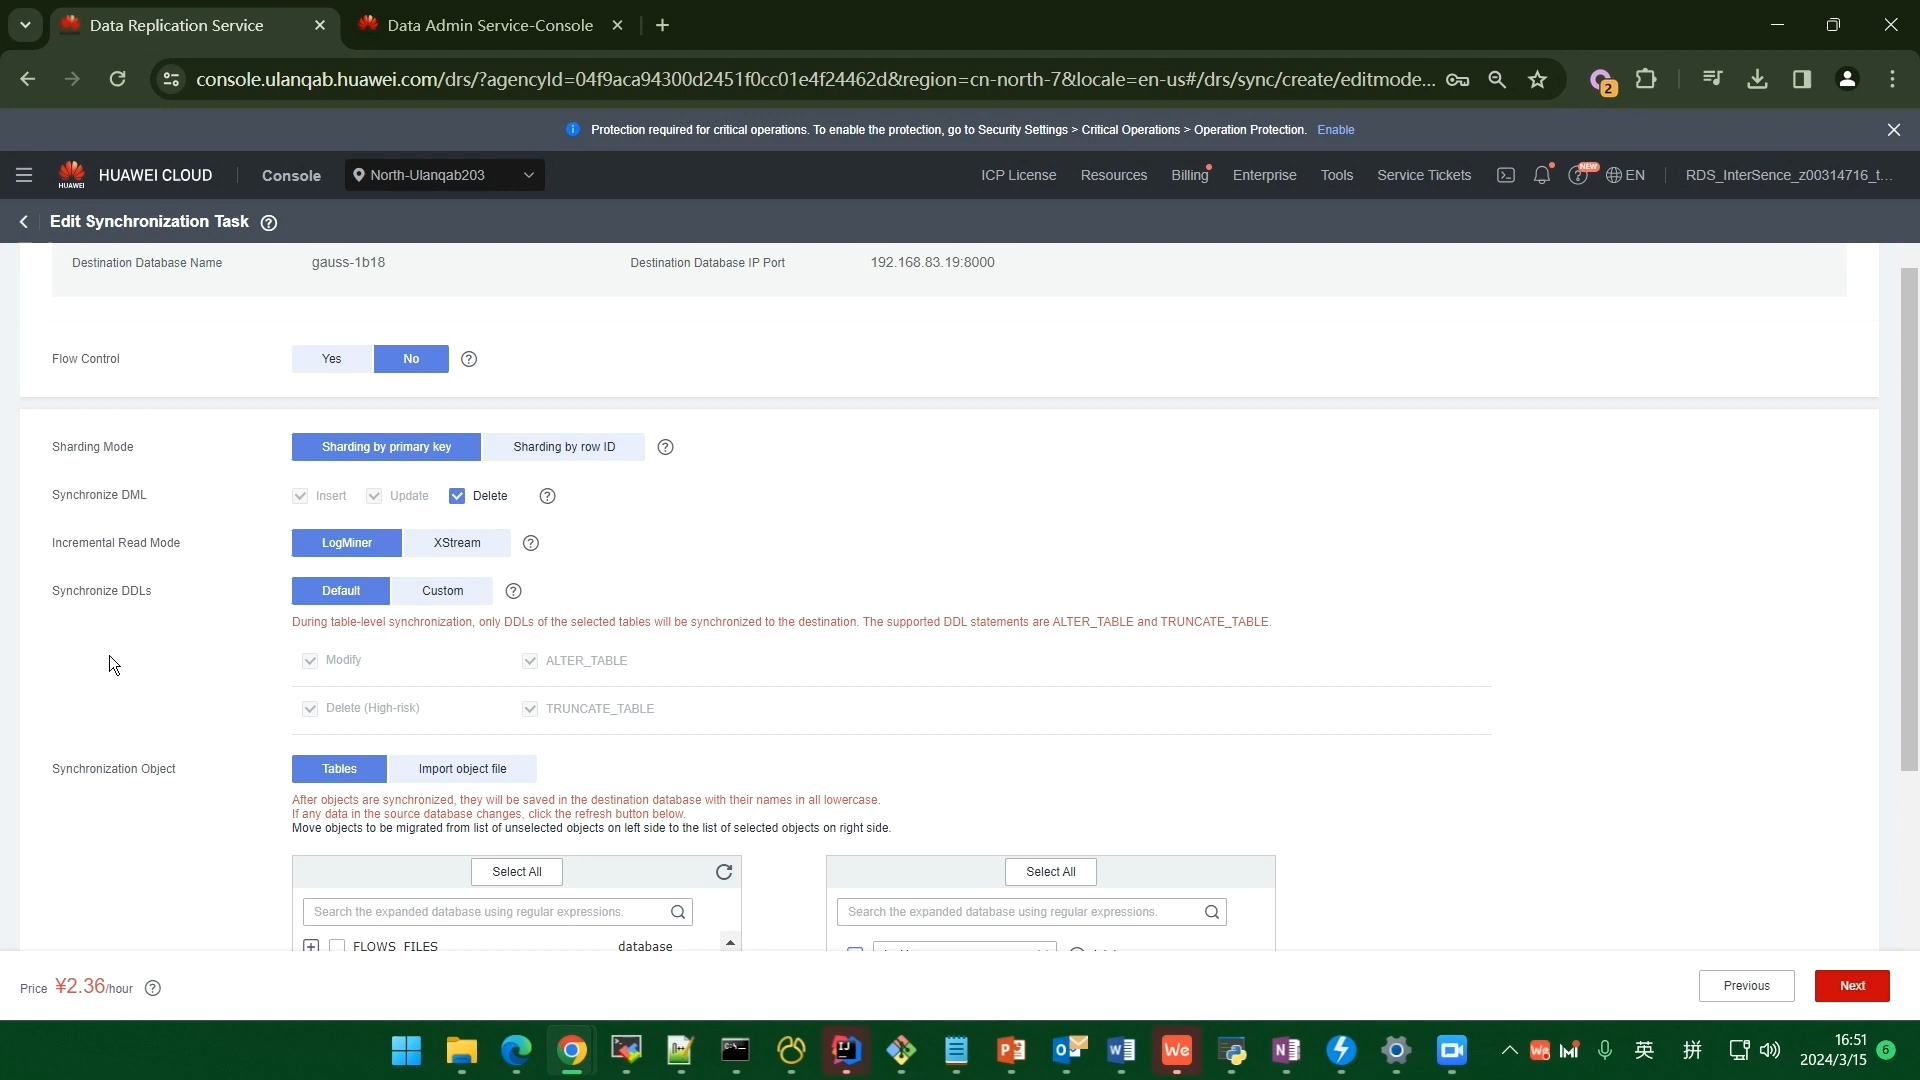 Data Replication Service
Data Admin Service-Console
console.ulanqab.huawei.com/drs/?agencyId=04f9aca94300d2451f0cc01e4f24462d&region=cn-north-7&locale=en-us#/drs/sync/create/editmode...
2
Protection required for critical operations. To enable the protection, go to Security Settings > Critical Operations > Operation Protection. Enable
HUAWEI
HUAWEI CLOUD
Console
North-Ulanqab203
ICP License
Resources
Billing
Enterprise
Tools
Service Tickets
NEW
EN
RDS_InterSence_z00314716_t...
Edit Synchronization Task
Destination Database Name
gauss-1b18
Destination Database IP Port
192.168.83.19:8000
Flow Control
Yes
No
Sharding Mode
Sharding by primary key
Sharding by row ID
Synchronize DML
Insert
Update
Delete
Incremental Read Mode
LogMiner
XStream
Synchronize DDLs
Default
Custom
During table-level synchronization, only DDLs of the selected tables will be synchronized to the destination. The supported DDL statements are ALTER_TABLE and TRUNCATE_TABLE.
Modify
ALTER_TABLE
Delete (High-risk)
TRUNCATE_TABLE
Synchronization Object
Tables
Import object file
After objects are synchronized, they will be saved in the destination database with their names in all lowercase.
If any data in the source database changes, click the refresh button below.
Move objects to be migrated from list of unselected objects on left side to the list of selected objects on right side.
Select All
Select All
Search the expanded database using regular expressions.
Search the expanded database using regular expressions.
FLOWS_FILES
database
Price ¥2.36/hour
Previous
Next
英
拼
16:51
2024/3/15
6